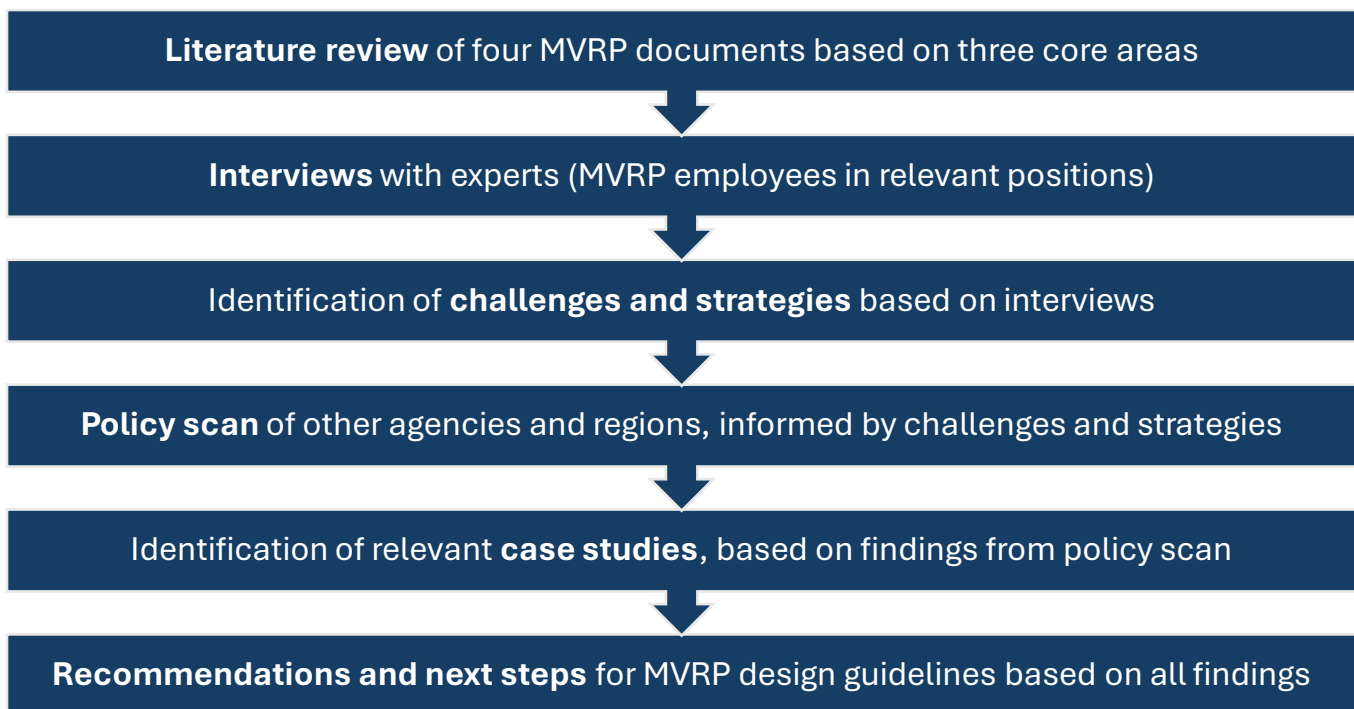 Literature review of four MVRP documents based on three core areas
Interviews with experts (MVRP employees in relevant positions)
Identification of challenges and strategies based on interviews
Policy scan of other agencies and regions, informed by challenges and strategies
Identification of relevant case studies, based on findings from policy scan
Recommendations and next steps for MVRP design guidelines based on all findings